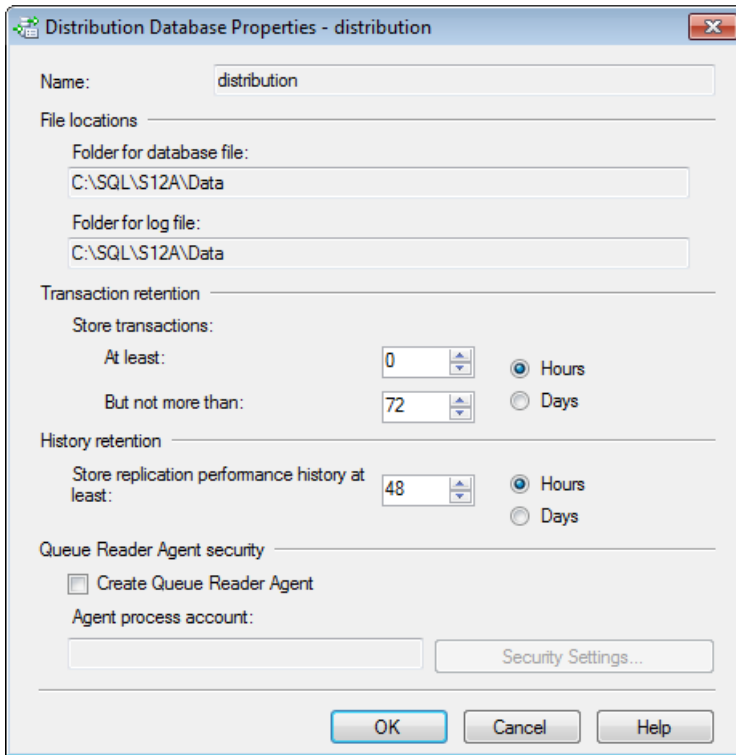 Distribution Database Properties - distribution
Name: distribution
File locations
Folder for database file:
C:\SQL\S12A\Data
Folder for log file:
C:\SQL\S12A\Data
Transaction retention
Store transactions:
At least: 0 Hours
But not more than: 72 Days
History retention
Store replication performance history at
least: 48 Hours
Days
Queue Reader Agent security
Create Queue Reader Agent
Agent process account:
Security Settings...
OK Cancel Help